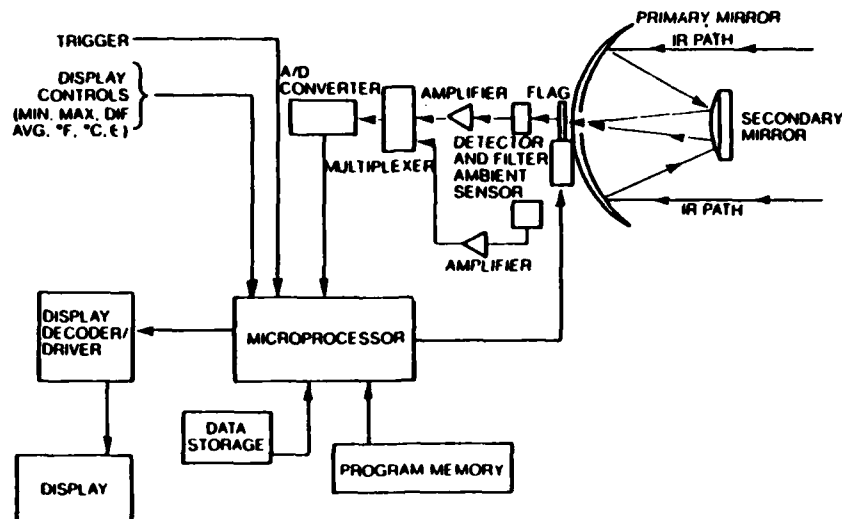 PRIMARY MIRROR
IR PATH
TRIGGER
DISPLAY
CONTROLS
(MIN. MAX, DIF
AVG, °F, °C, ϵ)
A/D
CONVERTER
AMPLIFIER
FLAG
SECONDARY
MIRROR
MULTIPLEXER
DETECTOR
AND FILTER
AMBIENT
SENSOR
IR PATH
AMPLIFIER
DISPLAY
DECODER/
DRIVER
MICROPROCESSOR
DATA
STORAGE
PROGRAM MEMORY
DISPLAY